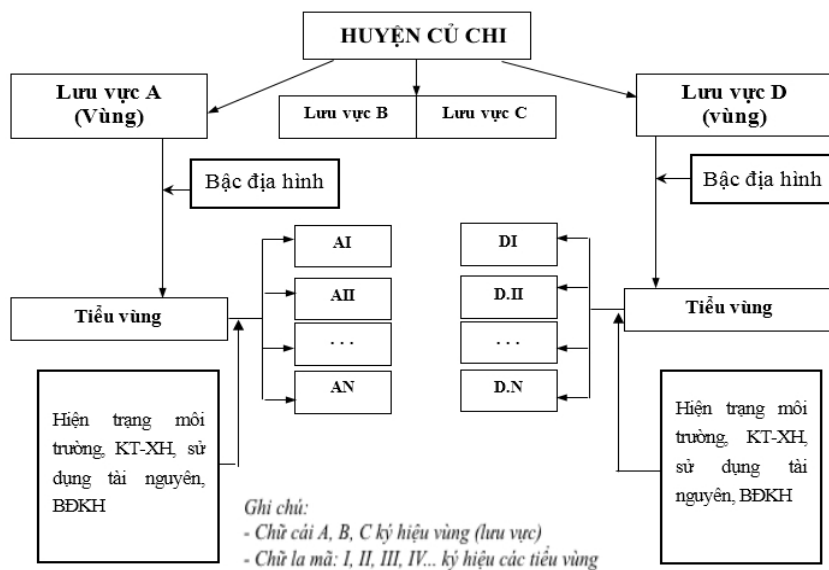 HUYỆN CỦ CHI
Lưu vực A
(Vùng)
Lưu vực B
Lưu vực C
Lưu vực D
(vùng)
Bậc địa hình
Bậc địa hình
AI
DI
AII
D.II
Tiểu vùng
Tiểu vùng
. . .
. . .
AN
D.N
Hiện trạng môi
trường, KT-XH, sử
dụng tài nguyên,
BĐKH
Hiện trạng môi
trường, KT-XH,
sử dụng tài
nguyên, BĐKH
Ghi chú:
- Chữ cái A, B, C ký hiệu vùng (lưu vực)
- Chữ la mã: I, II, III, IV... ký hiệu các tiểu vùng